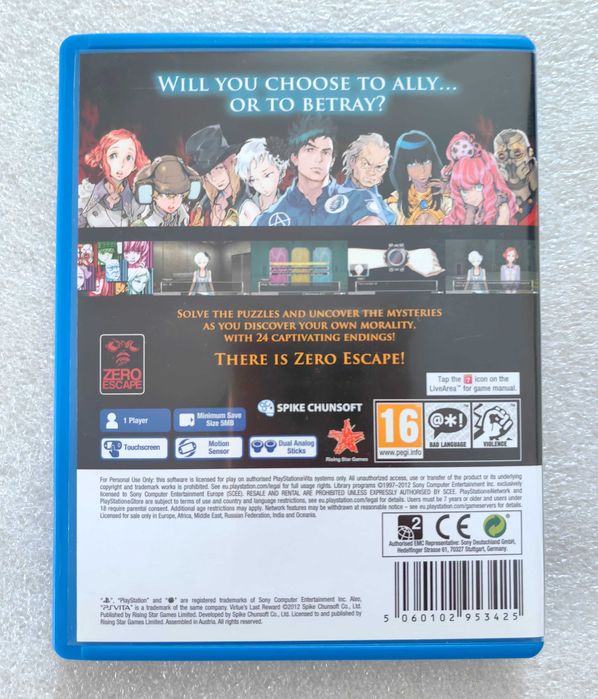 WILL YOU CHOOSE TO ALLY...
OR TO BETRAY?
SOLVE THE PUZZLES AND UNCOVER THE MYSTERIES
AS YOU DISCOVER YOUR OWN MORALITY,
WITH 24 CAPTIVATING ENDINGS!
THERE IS ZERO ESCAPE!
ZERO
ESCAPE
Tap the ? icon on the
LiveArea™ for game manual.
1 Player
Minimum Save
Size 5MB
SPIKE CHUNSOFT
Touchscreen
Motion
Sensor
Dual Analog
Sticks
Rising Star Games
16
www.pegi.info
@*!
BAD LANGUAGE
VIOLENCE
For Personal Use Only: this software is licensed for play on authorised PlayStation®Vita systems only. All unauthorized access, use or transfer of the product or its underlying
copyright and trademark works is prohibited. See eu.playstation.com/legal for full usage rights. Library programs ©1997-2012 Sony Computer Entertainment Inc. exclusively
licensed to Sony Computer Entertainment Europe (SCEE). RESALE AND RENTAL ARE PROHIBITED UNLESS EXPRESSLY AUTHORISED BY SCEE. PlayStation®Network and
PlayStation®Store are subject to terms of use and country and language restrictions, see eu.playstation.com/legal for details. Users must be 7 years or older and users under
18 require parental consent. Additional age restrictions may apply. Network features may be withdrawn at reasonable notice – see eu.playstation.com/gameservers for details.
Licensed for sale only in Europe, Africa, Middle East, Russian Federation, India and Oceania.
2
CE
Authorised EMC Representative: Sony Deutschland GmbH,
Hedelfinger Strasse 61, 70327 Stuttgart, Germany.
"", "PlayStation" and "" are registered trademarks of Sony Computer Entertainment Inc. Also,
"PSVITA" is a trademark of the same company. Virtue's Last Reward ©2012 Spike Chunsoft Co., Ltd.
Published by Rising Star Games Limited. Developed by Spike Chunsoft Co., Ltd. Licensed to and published by
Rising Star Games Limited. Assembled in Austria. All rights reserved.
5 060102 953425